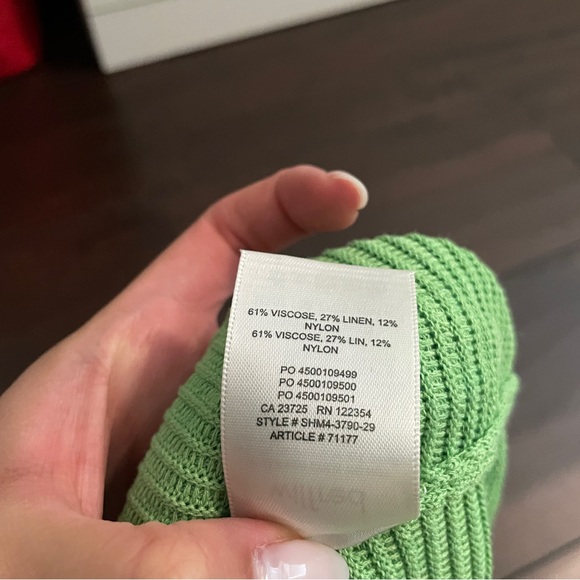 61% VISCOSE, 27% LINEN, 12%
NYLON
61% VISCOSE, 27% LIN, 12%
NYLON
PO 4500109499
PO 4500109500
PO 4500109501
CA 23725 RN 122354
STYLE # SHM4-3790-29
ARTICLE # 71177